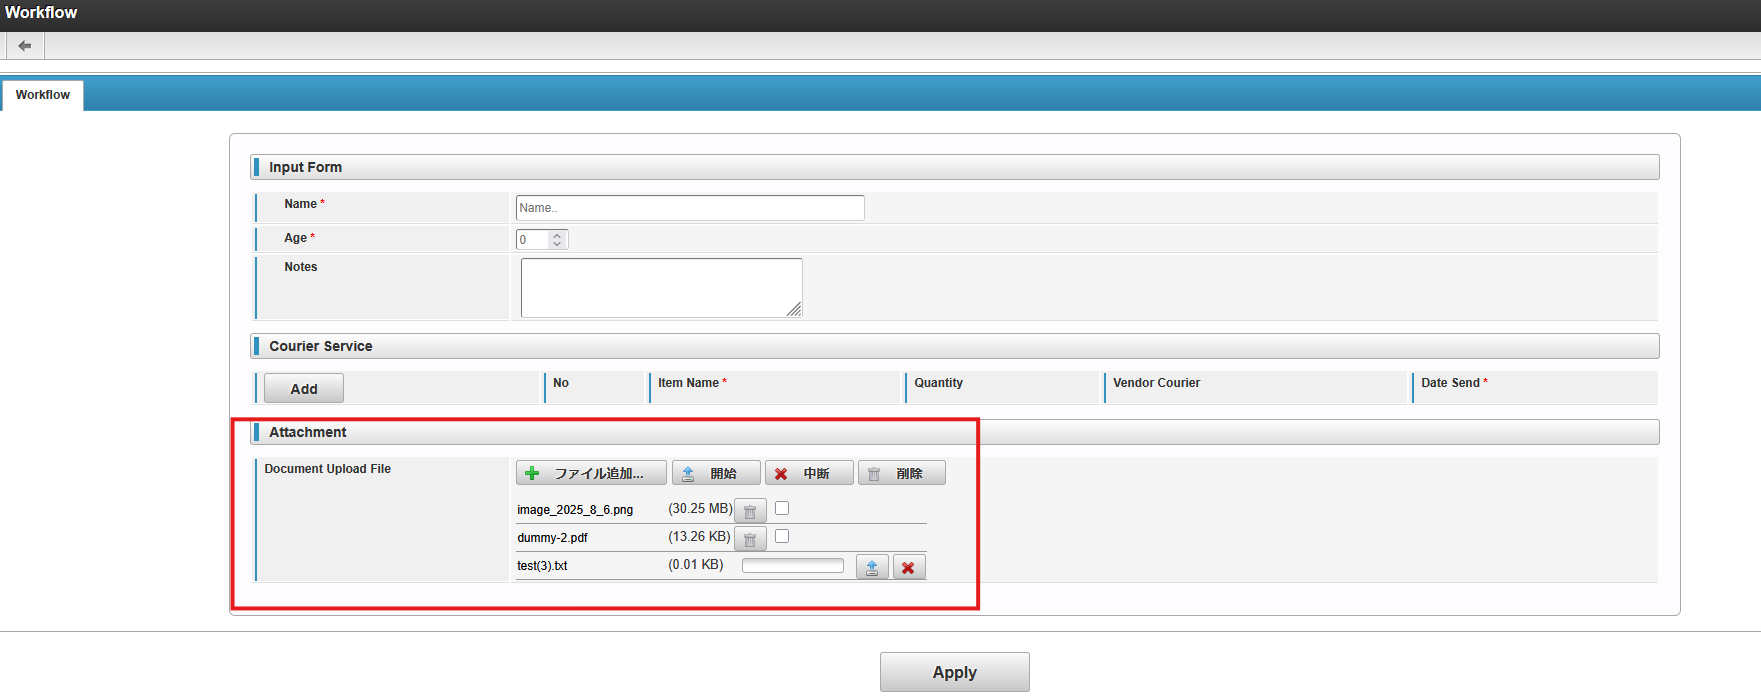 Workflow
Workflow
Input Form
Name *
Name..
Age *
0
Notes
Courier Service
Add No Item Name * Quantity Vendor Courier Date Send *
Attachment
Document Upload File
ファイル追加... 開始 中断 削除
image_2025_8_6.png (30.25 MB)
dummy-2.pdf (13.26 KB)
test(3).txt (0.01 KB)
Apply